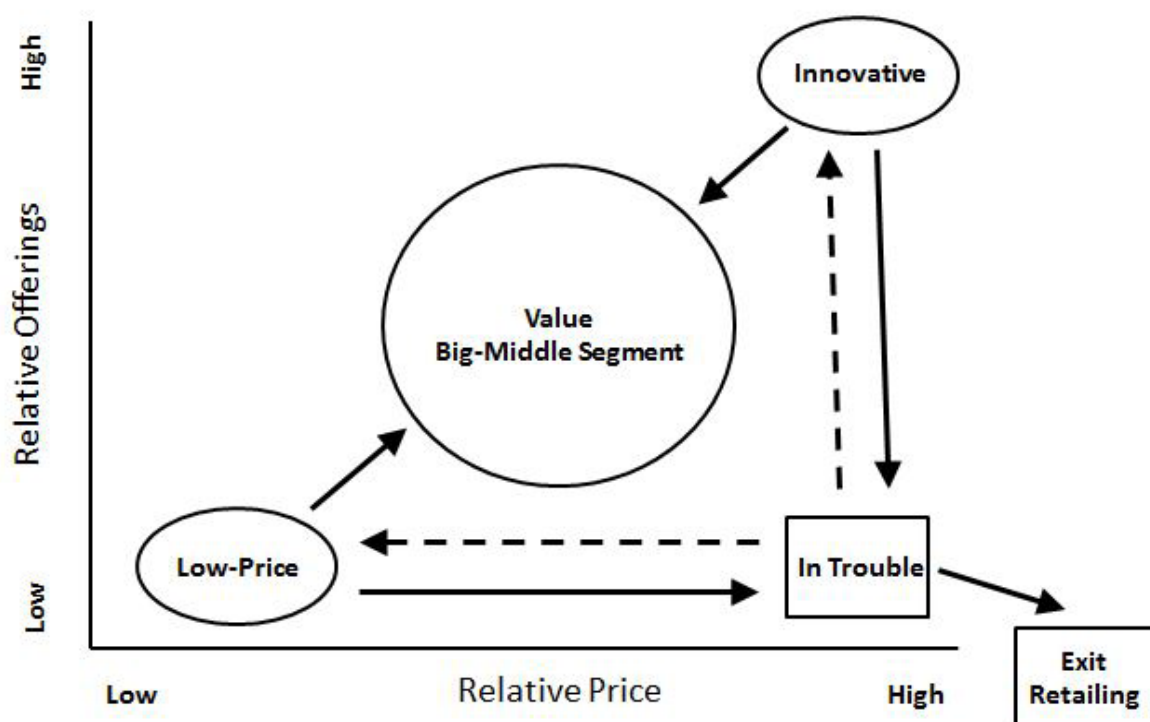 High
Relative Offerings
Low
Innovative
Value
Big-Middle Segment
Low-Price
In Trouble
Low
Relative Price
High
Exit
Retailing